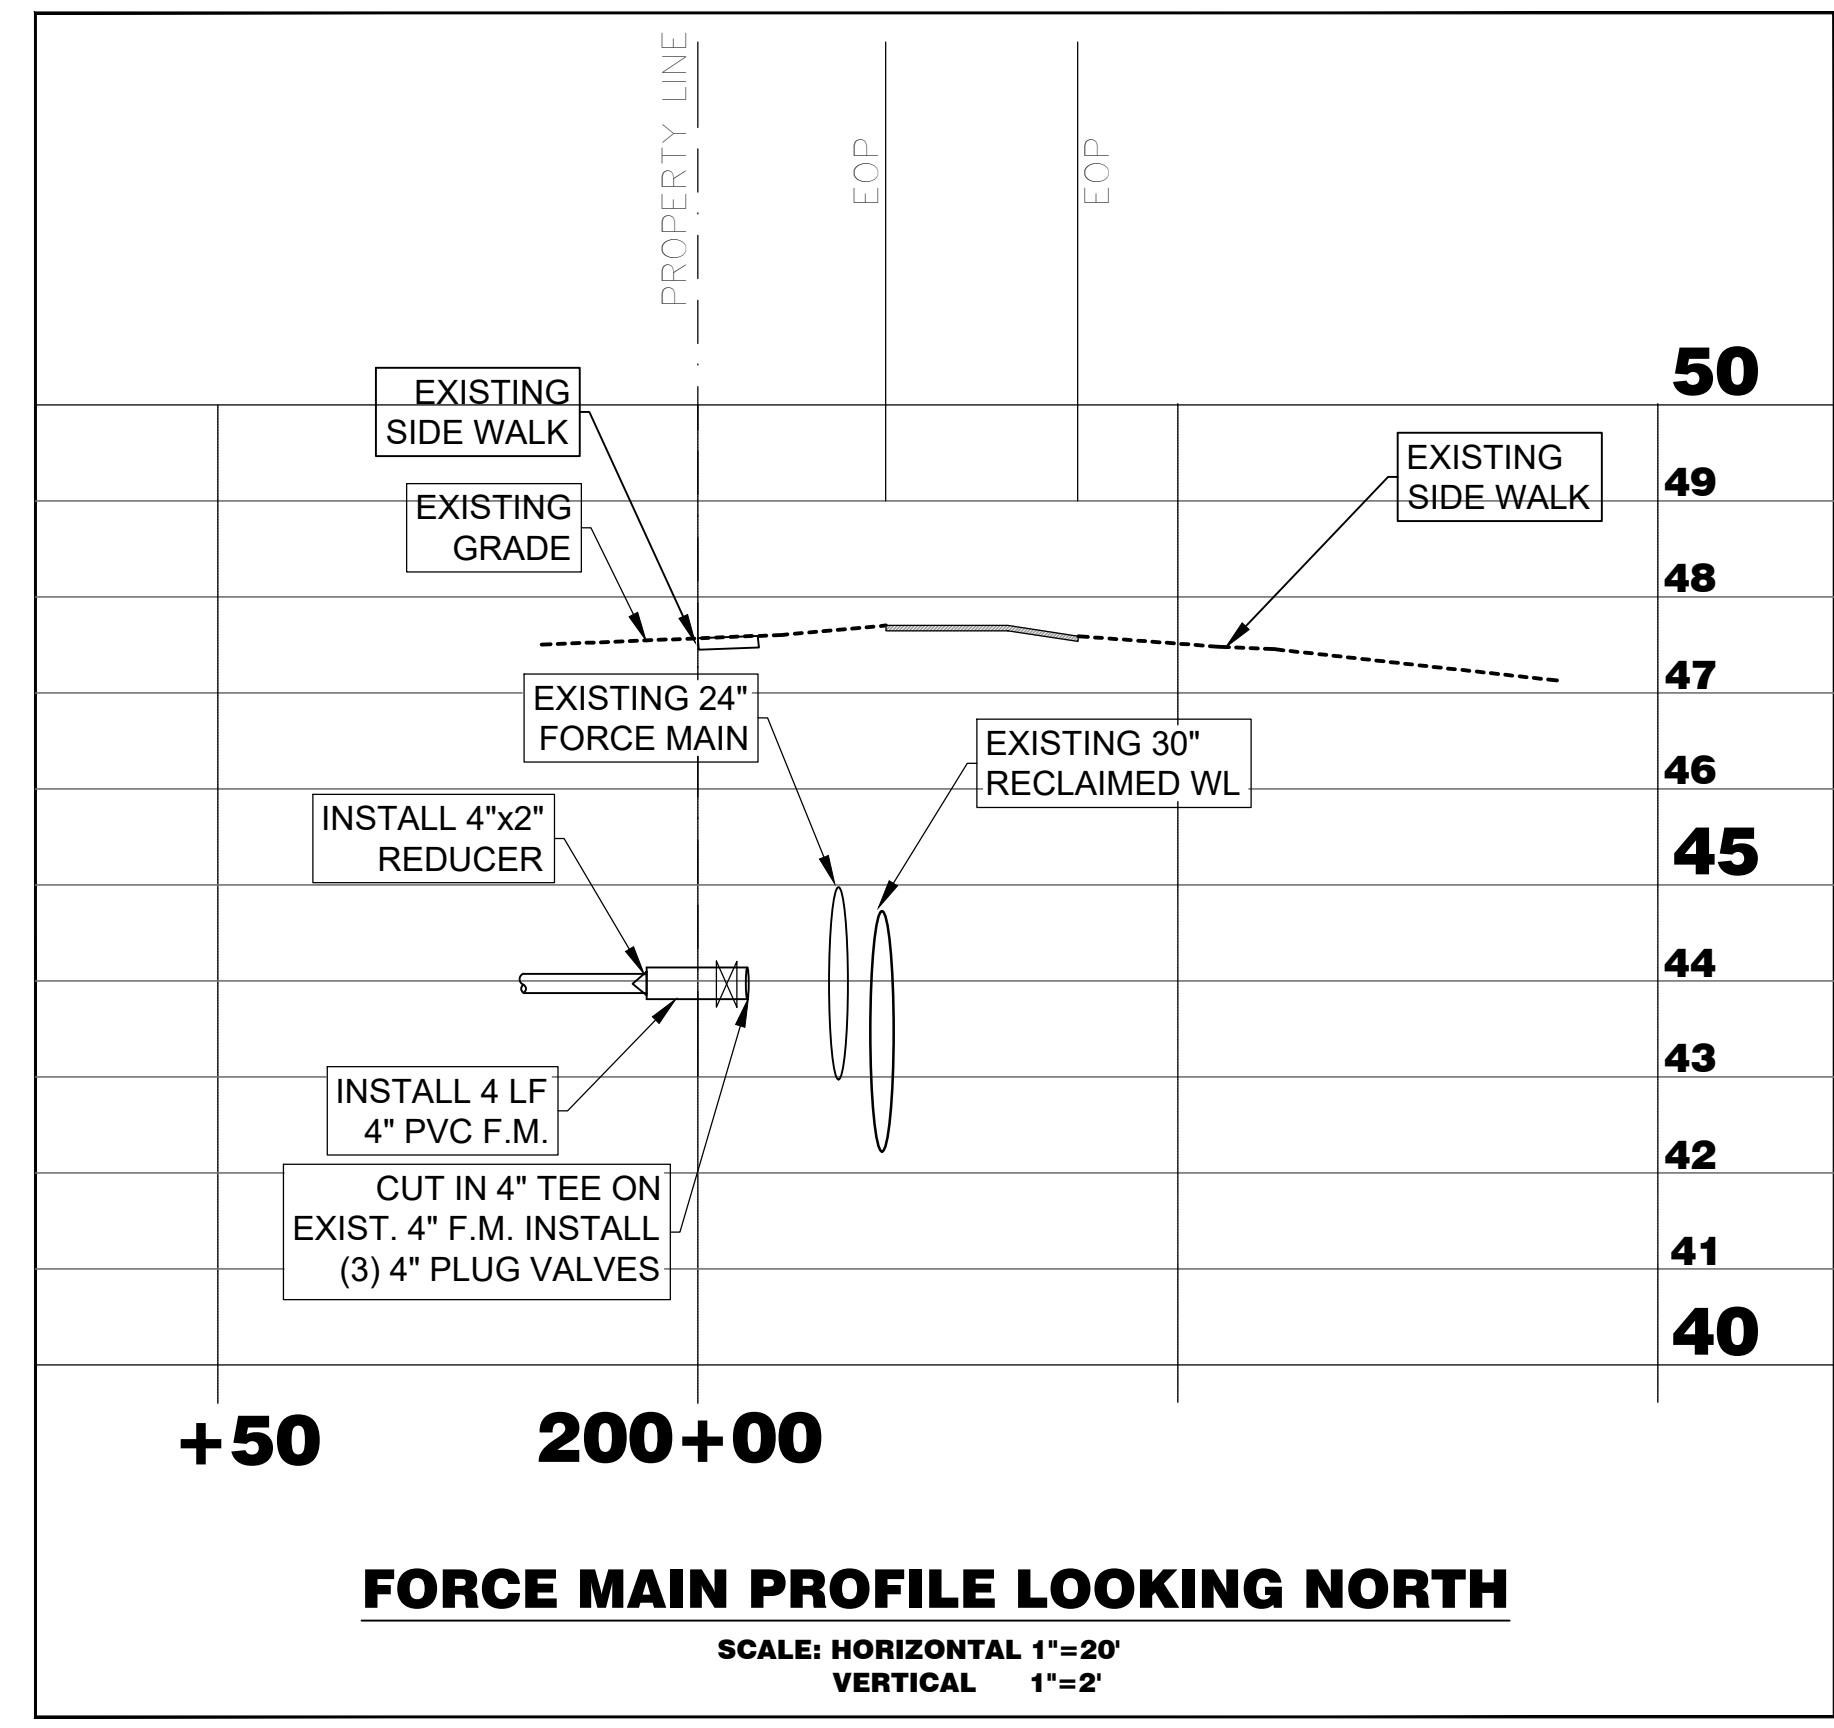 PROPERTY LINE
EOP
EOP
50
EXISTING
SIDE WALK
EXISTING
SIDE WALK
49
EXISTING
GRADE
48
47
EXISTING 24"
FORCE MAIN
EXISTING 30"
RECLAIMED WL
46
INSTALL 4"x2"
REDUCER
45
44
43
INSTALL 4 LF
4" PVC F.M.
42
CUT IN 4" TEE ON
EXIST. 4" F.M. INSTALL
(3) 4" PLUG VALVES
41
40
+50
200+00
FORCE MAIN PROFILE LOOKING NORTH
SCALE: HORIZONTAL 1"=20'
VERTICAL 1"=2'